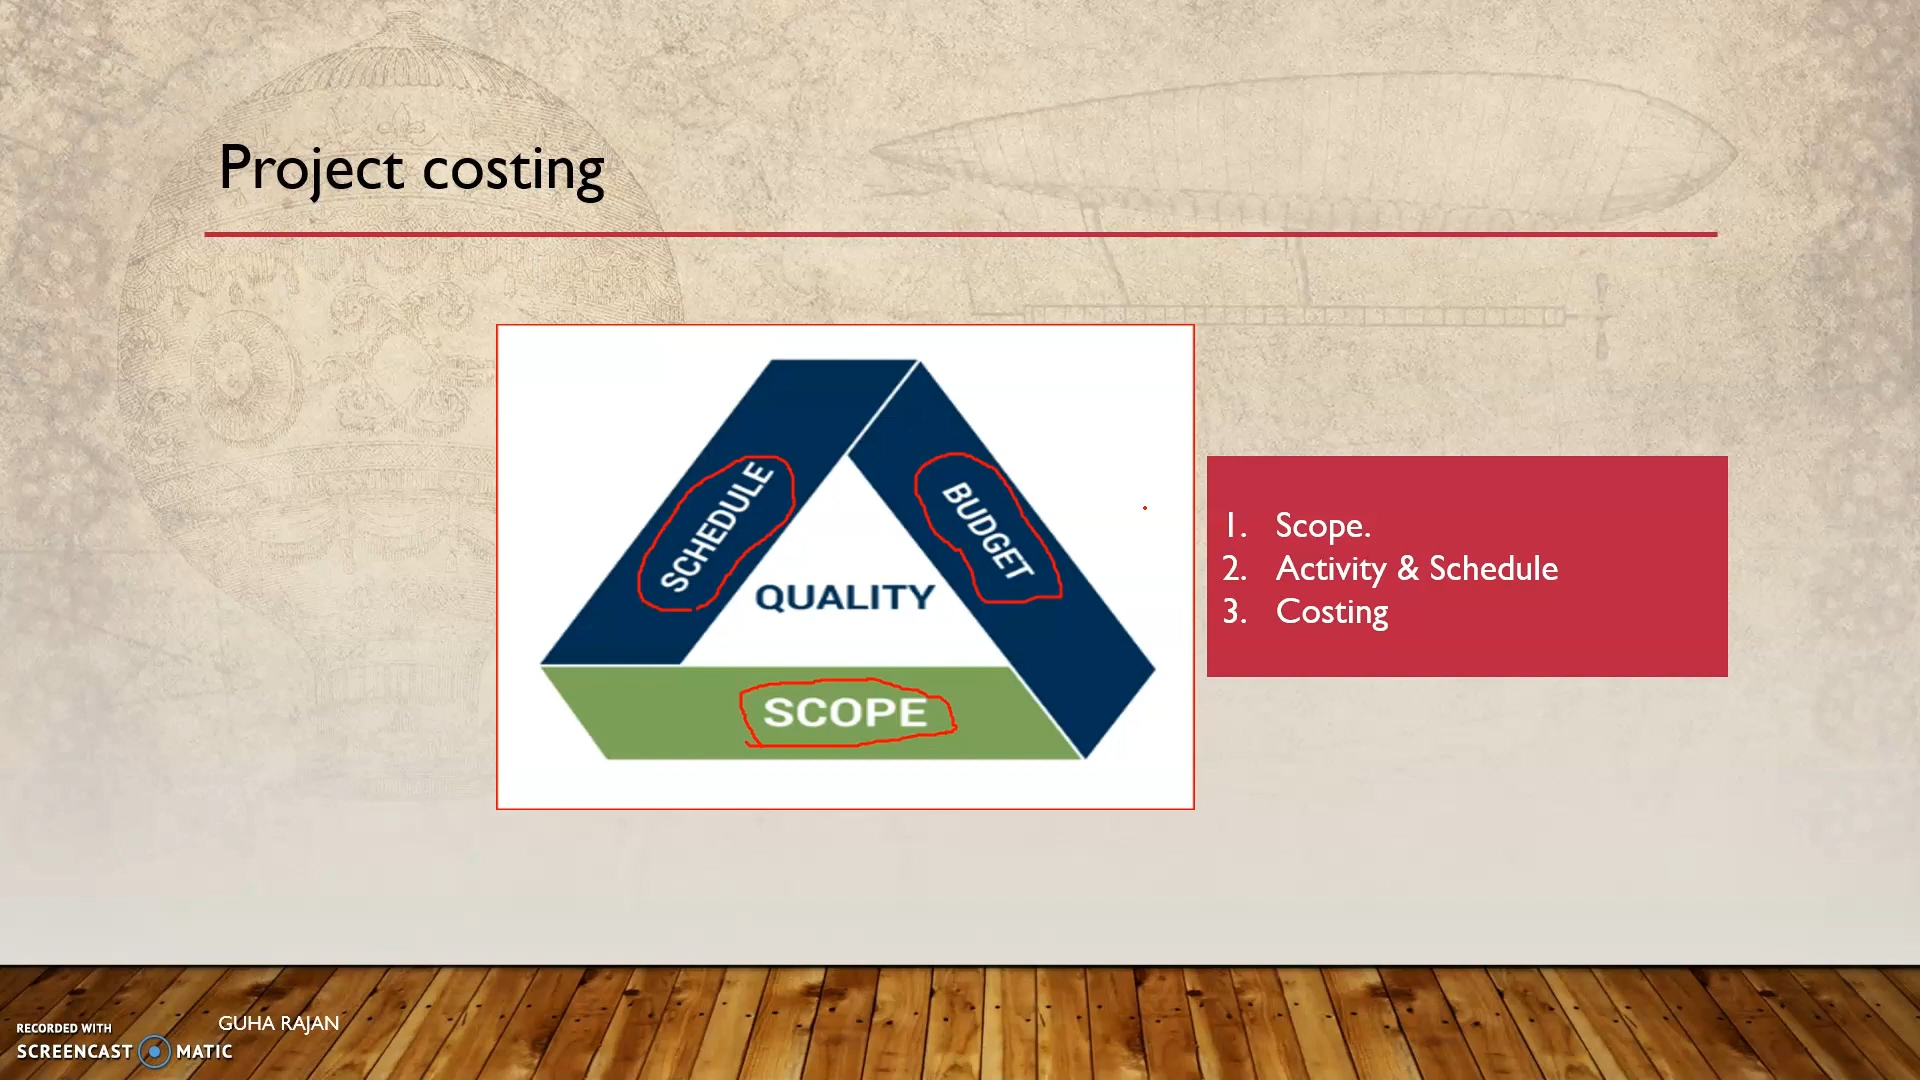 Project costing
SCHEDULE
BUDGET
QUALITY
SCOPE
1. Scope.
2. Activity & Schedule
3. Costing
GUHA RAJAN
RECORDED WITH
SCREENCAST MATIC